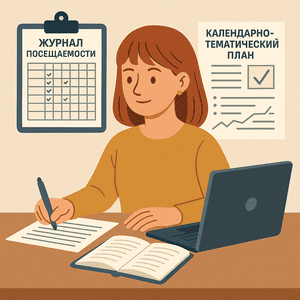 ЖУРНАЛ
ПОСЕЩАЕМОСТИ
КАЛЕНДАРНО-
ТЕМАТИЧЕСКИЙ
ПЛАН